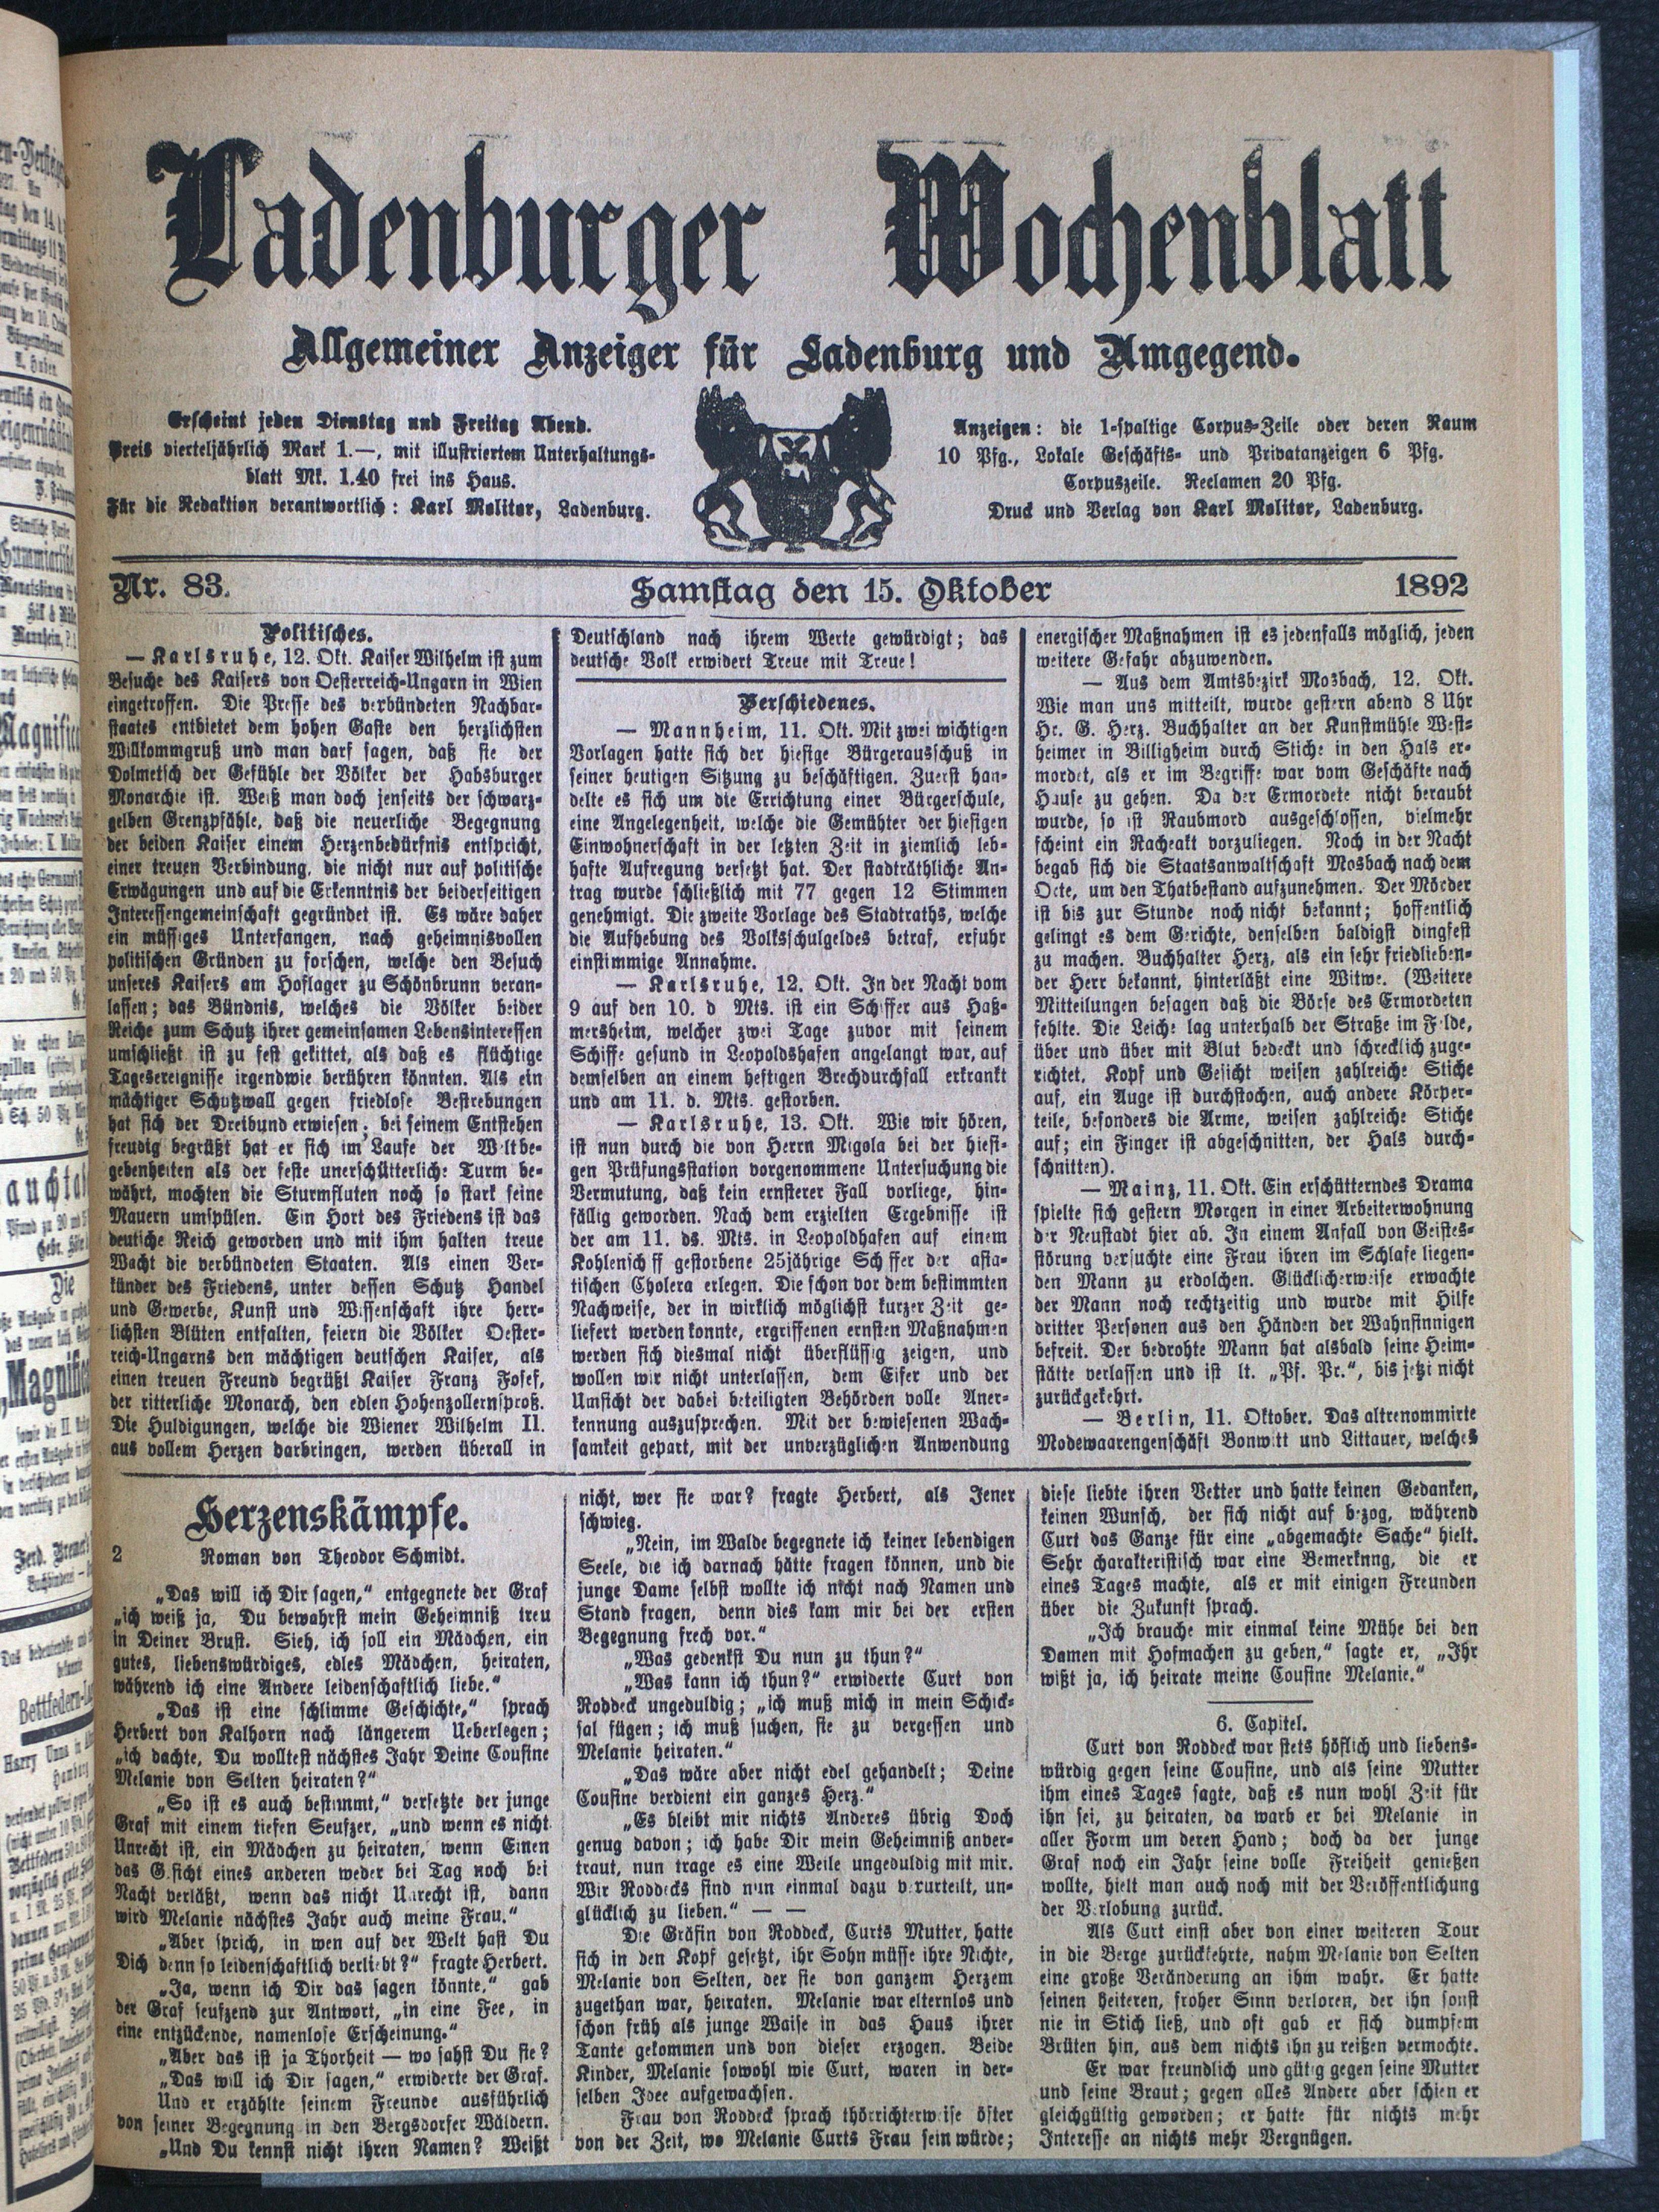 Ladenburger Wochenblatt
Allgemeiner Anzeiger für Ladenburg und Umgegend.
Erscheint jeden Dienstag und Freitag Abend.
Preis vierteljährlich Mark 1.—, mit illustriertem Unterhaltungs-
blatt Mk. 1.40 frei ins Haus.
Für die Redaktion verantwortlich: Karl Molitor, Ladenburg.
Anzeigen: die 1-spaltige Corpus-Zeile oder deren Raum
10 Pfg., Lokale Geschäfts- und Privatanzeigen 6 Pfg.
Corpuszeile. Reclamen 20 Pfg.
Druck und Verlag von Karl Molitor, Ladenburg.
Nr. 83. Samstag den 15. Oktober 1892
Politisches.
— Karlsruhe, 12. Okt. Kaiser Wilhelm ist zum
Besuche des Kaisers von Oesterreich-Ungarn in Wien
eingetroffen. Die Presse des verbündeten Nachbar-
staates entbietet dem hohen Gaste den herzlichsten
Willkommgruß und man darf sagen, daß sie der
Dolmetsch der Gefühle der Völker der Habsburger
Monarchie ist. Weiß man doch jenseits der schwarz-
gelben Grenzpfähle, daß die neuerliche Begegnung
der beiden Kaiser einem Herzenbedürfnis entspricht,
einer treuen Verbindung, die nicht nur auf politische
Erwägungen und auf die Erkenntnis der beiderseitigen
Interessengemeinschaft gegründet ist. Es wäre daher
ein müssiges Unterfangen, nach geheimnisvollen
politischen Gründen zu forschen, welche den Besuch
unseres Kaisers am Hoflager zu Schönbrunn veran-
lassen; das Bündnis, welches die Völker beider
Reiche zum Schutz ihrer gemeinsamen Lebensinteressen
umschließt ist zu fest gekittet, als daß es flüchtige
Tagesereignisse irgendwie berühren könnten. Als ein
mächtiger Schutzwall gegen friedlose Bestrebungen
hat sich der Dreibund erwiesen; bei seinem Entstehen
freudig begrüßt hat er sich im Laufe der Weltbe-
gebenheiten als der feste unerschütterliche Turm be-
währt, mochten die Sturmfluten noch so stark seine
Mauern umspülen. Ein Hort des Friedens ist das
deutsche Reich geworden und mit ihm halten treue
Wacht die verbündeten Staaten. Als einen Ver-
künder des Friedens, unter dessen Schutz Handel
und Gewerbe, Kunst und Wissenschaft ihre herr-
lichsten Blüten entfalten, feiern die Völker Oester-
reich-Ungarns den mächtigen deutschen Kaiser, als
einen treuen Freund begrüßt Kaiser Franz Josef,
der ritterliche Monarch, den edlen Hohenzollernsproß.
Die Huldigungen, welche die Wiener Wilhelm II.
aus vollem Herzen darbringen, werden überall in
Deutschland nach ihrem Werte gewürdigt; das
deutsche Volk erwidert Treue mit Treue!
Verschiedenes.
— Mannheim, 11. Okt. Mit zwei wichtigen
Vorlagen hatte sich der hiesige Bürgerausschuß in
seiner heutigen Sitzung zu beschäftigen. Zuerst han-
delte es sich um die Errichtung einer Bürgerschule,
eine Angelegenheit, welche die Gemühter der hiesigen
Einwohnerschaft in der letzten Zeit in ziemlich leb-
hafte Aufregung versetzt hat. Der stadträthliche An-
trag wurde schließlich mit 77 gegen 12 Stimmen
genehmigt. Die zweite Vorlage des Stadtraths, welche
die Aufhebung des Volksschulgeldes betraf, erfuhr
einstimmige Annahme.
— Karlsruhe, 12. Okt. In der Nacht vom
9 auf den 10. d Mts. ist ein Schiffer aus Haß-
mersheim, welcher zwei Tage zuvor mit seinem
Schiffe gesund in Leopoldshafen angelangt war, auf
demselben an einem heftigen Brechdurchfall erkrankt
und am 11. d. Mts. gestorben.
— Karlsruhe, 13. Okt. Wie wir hören,
ist nun durch die von Herrn Migola bei der hiesi-
gen Prüfungsstation vorgenommene Untersuchung die
Vermutung, daß kein ernsterer Fall vorliege, hin-
fällig geworden. Nach dem erzielten Ergebnisse ist
der am 11. ds. Mts. in Leopoldhafen auf einem
Kohlenschiff gestorbene 25jährige Schiffer der asia-
tischen Cholera erlegen. Die schon vor dem bestimmten
Nachweise, der in wirklich möglichst kurzer Zeit ge-
liefert werden konnte, ergriffenen ernsten Maßnahmen
werden sich diesmal nicht überflüssig zeigen, und
wollen wir nicht unterlassen, dem Eifer und der
Umsicht der dabei beteiligten Behörden volle Aner-
kennung auszusprechen. Mit der bewiesenen Wach-
samkeit gepart, mit der unverzüglichen Anwendung
energischer Maßnahmen ist es jedenfalls möglich, jeden
weitere Gefahr abzuwenden.
— Aus dem Amtsbezirk Mosbach, 12. Okt.
Wie man uns mitteilt, wurde gestern abend 8 Uhr
Hr. G. Herz. Buchhalter an der Kunstmühle West-
heimer in Billigheim durch Stiche in den Hals er-
mordet, als er im Begriffe war vom Geschäfte nach
Hause zu gehen. Da der Ermordete nicht beraubt
wurde, so ist Raubmord ausgeschlossen, vielmehr
scheint ein Racheakt vorzuliegen. Noch in der Nacht
begab sich die Staatsanwaltschaft Mosbach nach dem
Orte, um den Thatbestand aufzunehmen. Der Mörder
ist bis zur Stunde noch nicht bekannt; hoffentlich
gelingt es dem Gerichte, denselben baldigst dingfest
zu machen. Buchhalter Herz, als ein sehr friedlieben-
der Herr bekannt, hinterläßt eine Witwe. (Weitere
Mitteilungen besagen daß die Börse des Ermordeten
fehlte. Die Leiche lag unterhalb der Straße im Felde,
über und über mit Blut bedeckt und schrecklich zuge-
richtet. Kopf und Gesicht weisen zahlreiche Stiche
auf, ein Auge ist durchstochen, auch andere Körper-
teile, besonders die Arme, weisen zahlreiche Stiche
auf; ein Finger ist abgeschnitten, der Hals durch-
schnitten).
— Mainz, 11. Okt. Ein erschütterndes Drama
spielte sich gestern Morgen in einer Arbeiterwohnung
der Neustadt hier ab. In einem Anfall von Geistes-
störung versuchte eine Frau ihren im Schlafe liegen-
den Mann zu erdolchen. Glücklicherweise erwachte
der Mann noch rechtzeitig und wurde mit Hilfe
dritter Personen aus den Händen der Wahnsinnigen
befreit. Der bedrohte Mann hat alsbald seine Heim-
stätte verlassen und ist lt. „Pf. Pr.“, bis jetzt nicht
zurückgekehrt.
— Berlin, 11. Oktober. Das altrenommirte
Modewaarengenschäft Bonwitt und Littauer, welches
Herzenskämpfe.
2 Roman von Theodor Schmidt.
„Das will ich Dir sagen,“ entgegnete der Graf
„ich weiß ja, Du bewahrst mein Geheimniß treu
in Deiner Brust. Sieh, ich soll ein Mädchen, ein
gutes, liebenswürdiges, edles Mädchen, heiraten,
während ich eine Andere leidenschaftlich liebe.“
„Das ist eine schlimme Geschichte,“ sprach
Herbert von Kalhorn nach längerem Ueberlegen;
„ich dachte, Du wolltest nächstes Jahr Deine Cousine
Melanie von Selten heiraten?“
„So ist es auch bestimmt,“ versetzte der junge
Graf mit einem tiefen Seufzer, „und wenn es nicht
Unrecht ist, ein Mädchen zu heiraten, wenn Einen
das Gesicht eines anderen weder bei Tag noch bei
Nacht verläßt, wenn das nicht Unrecht ist, dann
wird Melanie nächstes Jahr auch meine Frau.“
„Aber sprich, in wen auf der Welt hast Du
Dich denn so leidenschaftlich verliebt?“ fragte Herbert.
„Ja, wenn ich Dir das sagen könnte,“ gab
der Graf seufzend zur Antwort, „in eine Fee, in
eine entzückende, namenlose Erscheinung.“
„Aber das ist ja Thorheit — wo sahst Du sie?
„Das will ich Dir sagen,“ erwiderte der Graf.
Und er erzählte seinem Freunde ausführlich
von seiner Begegnung in den Bergsdorfer Wäldern.
„Und Du kennst nicht ihren Namen? Weißt
nicht, wer sie war? fragte Herbert, als Jener
schwieg.
„Nein, im Walde begegnete ich keiner lebendigen
Seele, die ich darnach hätte fragen können, und die
junge Dame selbst wollte ich nicht nach Namen und
Stand fragen, denn dies kam mir bei der ersten
Begegnung frech vor.“
„Was gedenkst Du nun zu thun?“
„Was kann ich thun?“ erwiderte Curt von
Roddeck ungeduldig; „ich muß mich in mein Schick-
sal fügen; ich muß suchen, sie zu vergessen und
Melanie heiraten.“
„Das wäre aber nicht edel gehandelt; Deine
Cousine verdient ein ganzes Herz.“
„Es bleibt mir nichts Anderes übrig Doch
genug davon; ich habe Dir mein Geheimniß anver-
traut, nun trage es eine Weile ungeduldig mit mir.
Wir Roddecks sind nun einmal dazu verurteilt, un-
glücklich zu lieben.“ — —
Die Gräfin von Roddeck, Curts Mutter, hatte
sich in den Kopf gesetzt, ihr Sohn müsse ihre Nichte,
Melanie von Selten, der sie von ganzem Herzem
zugethan war, heiraten. Melanie war elternlos und
schon früh als junge Waise in das Haus ihrer
Tante gekommen und von dieser erzogen. Beide
Kinder, Melanie sowohl wie Curt, waren in der-
selben Idee aufgewachsen.
Frau von Roddeck sprach thörrichterweise öfter
von der Zeit, wo Melanie Curts Frau sein würde;
diese liebte ihren Vetter und hatte keinen Gedanken,
keinen Wunsch, der sich nicht auf bezog, während
Curt das Ganze für eine „abgemachte Sache“ hielt.
Sehr charakteristisch war eine Bemerknng, die er
eines Tages machte, als er mit einigen Freunden
über die Zukunft sprach.
„Ich brauche mir einmal keine Mühe bei den
Damen mit Hofmachen zu geben,“ sagte er, „Ihr
wißt ja, ich heirate meine Cousine Melanie.“
6. Capitel.
Curt von Roddeck war stets höflich und liebens-
würdig gegen seine Cousine, und als seine Mutter
ihm eines Tages sagte, daß es nun wohl Zeit für
ihn sei, zu heiraten, da warb er bei Melanie in
aller Form um deren Hand; doch da der junge
Graf noch ein Jahr seine volle Freiheit genießen
wollte, hielt man auch noch mit der Veröffentlichung
der Verlobung zurück.
Als Curt einst aber von einer weiteren Tour
in die Berge zurückkehrte, nahm Melanie von Selten
eine große Veränderung an ihm wahr. Er hatte
seinen heiteren, froher Sinn verloren, der ihn sonst
nie in Stich ließ, und oft gab er sich dumpfem
Brüten hin, aus dem nichts ihn zu reißen vermochte.
Er war freundlich und gütig gegen seine Mutter
und seine Braut; gegen alles Andere aber schien er
gleichgültig geworden; er hatte für nichts mehr
Interesse an nichts mehr Vergnügen.